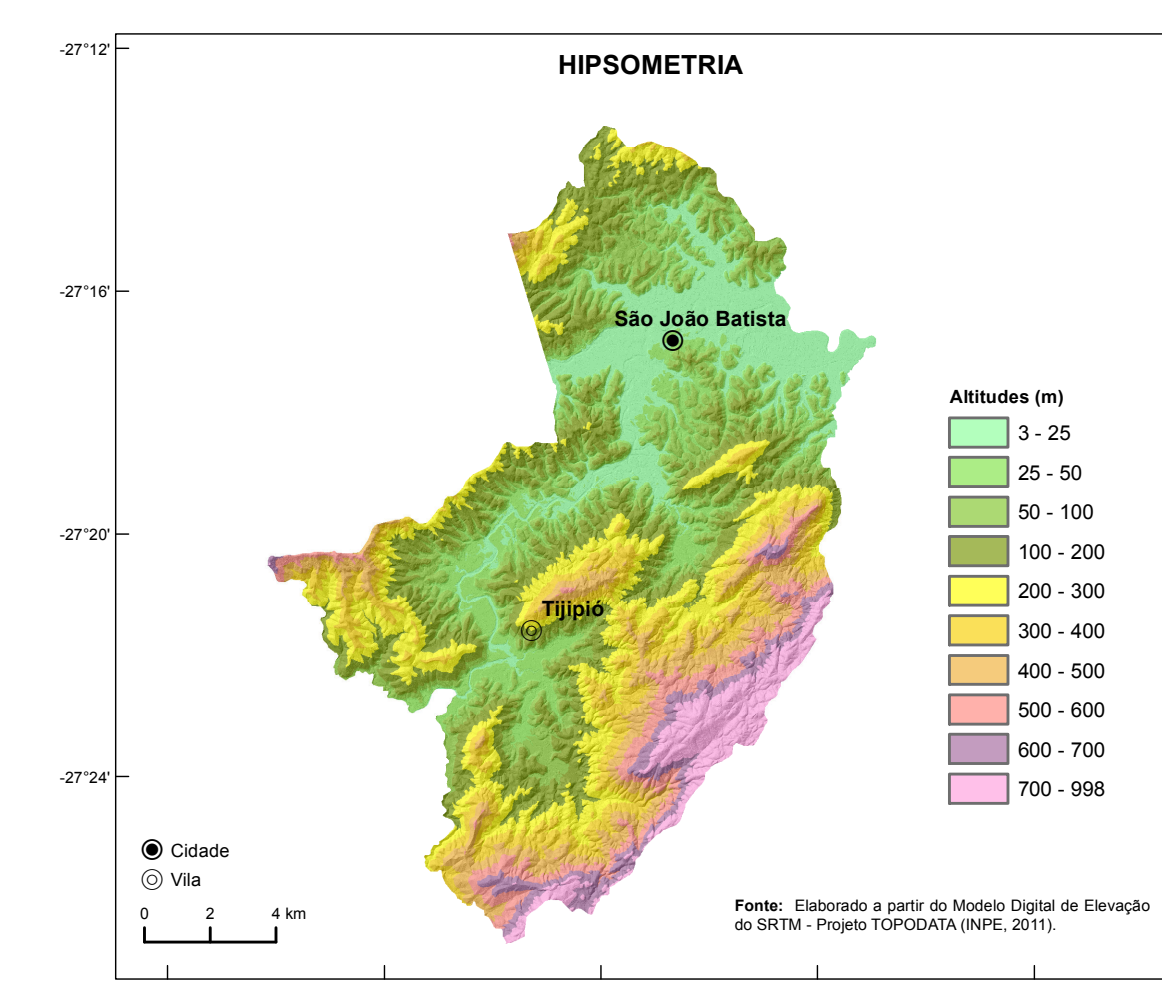 HIPSOMETRIA
-27°12'
-27°16'
-27°20'
-27°24'
São João Batista
Tijipió
Altitudes (m)
3 - 25
25 - 50
50 - 100
100 - 200
200 - 300
300 - 400
400 - 500
500 - 600
600 - 700
700 - 998
Cidade
Vila
0 2 4 km
Fonte: Elaborado a partir do Modelo Digital de Elevação
do SRTM - Projeto TOPODATA (INPE, 2011).